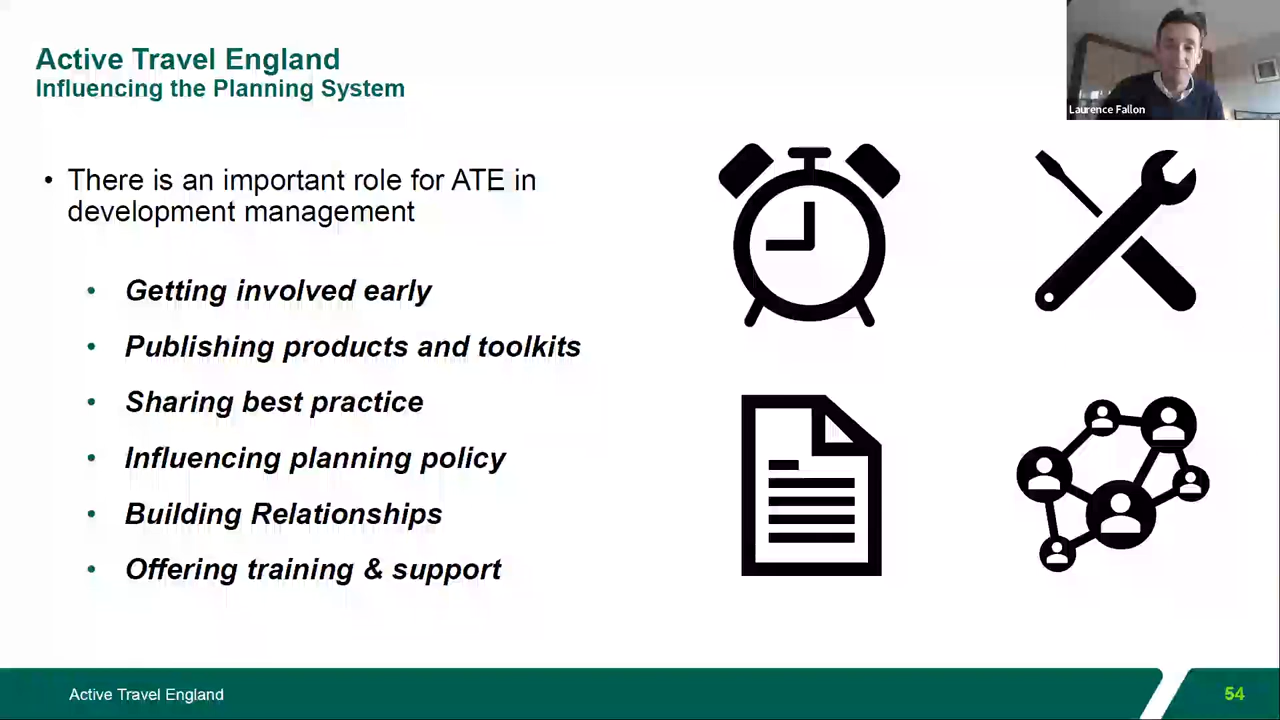 Active Travel England
Influencing the Planning System
Laurence Fallon
• There is an important role for ATE in
development management
• Getting involved early
• Publishing products and toolkits
• Sharing best practice
• Influencing planning policy
• Building Relationships
• Offering training & support
Active Travel England
54